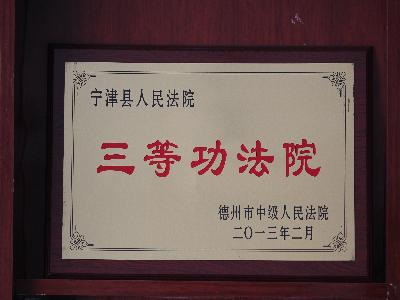 宁津县人民法院
三等功法院
德州市中级人民法院
二〇一三年二月